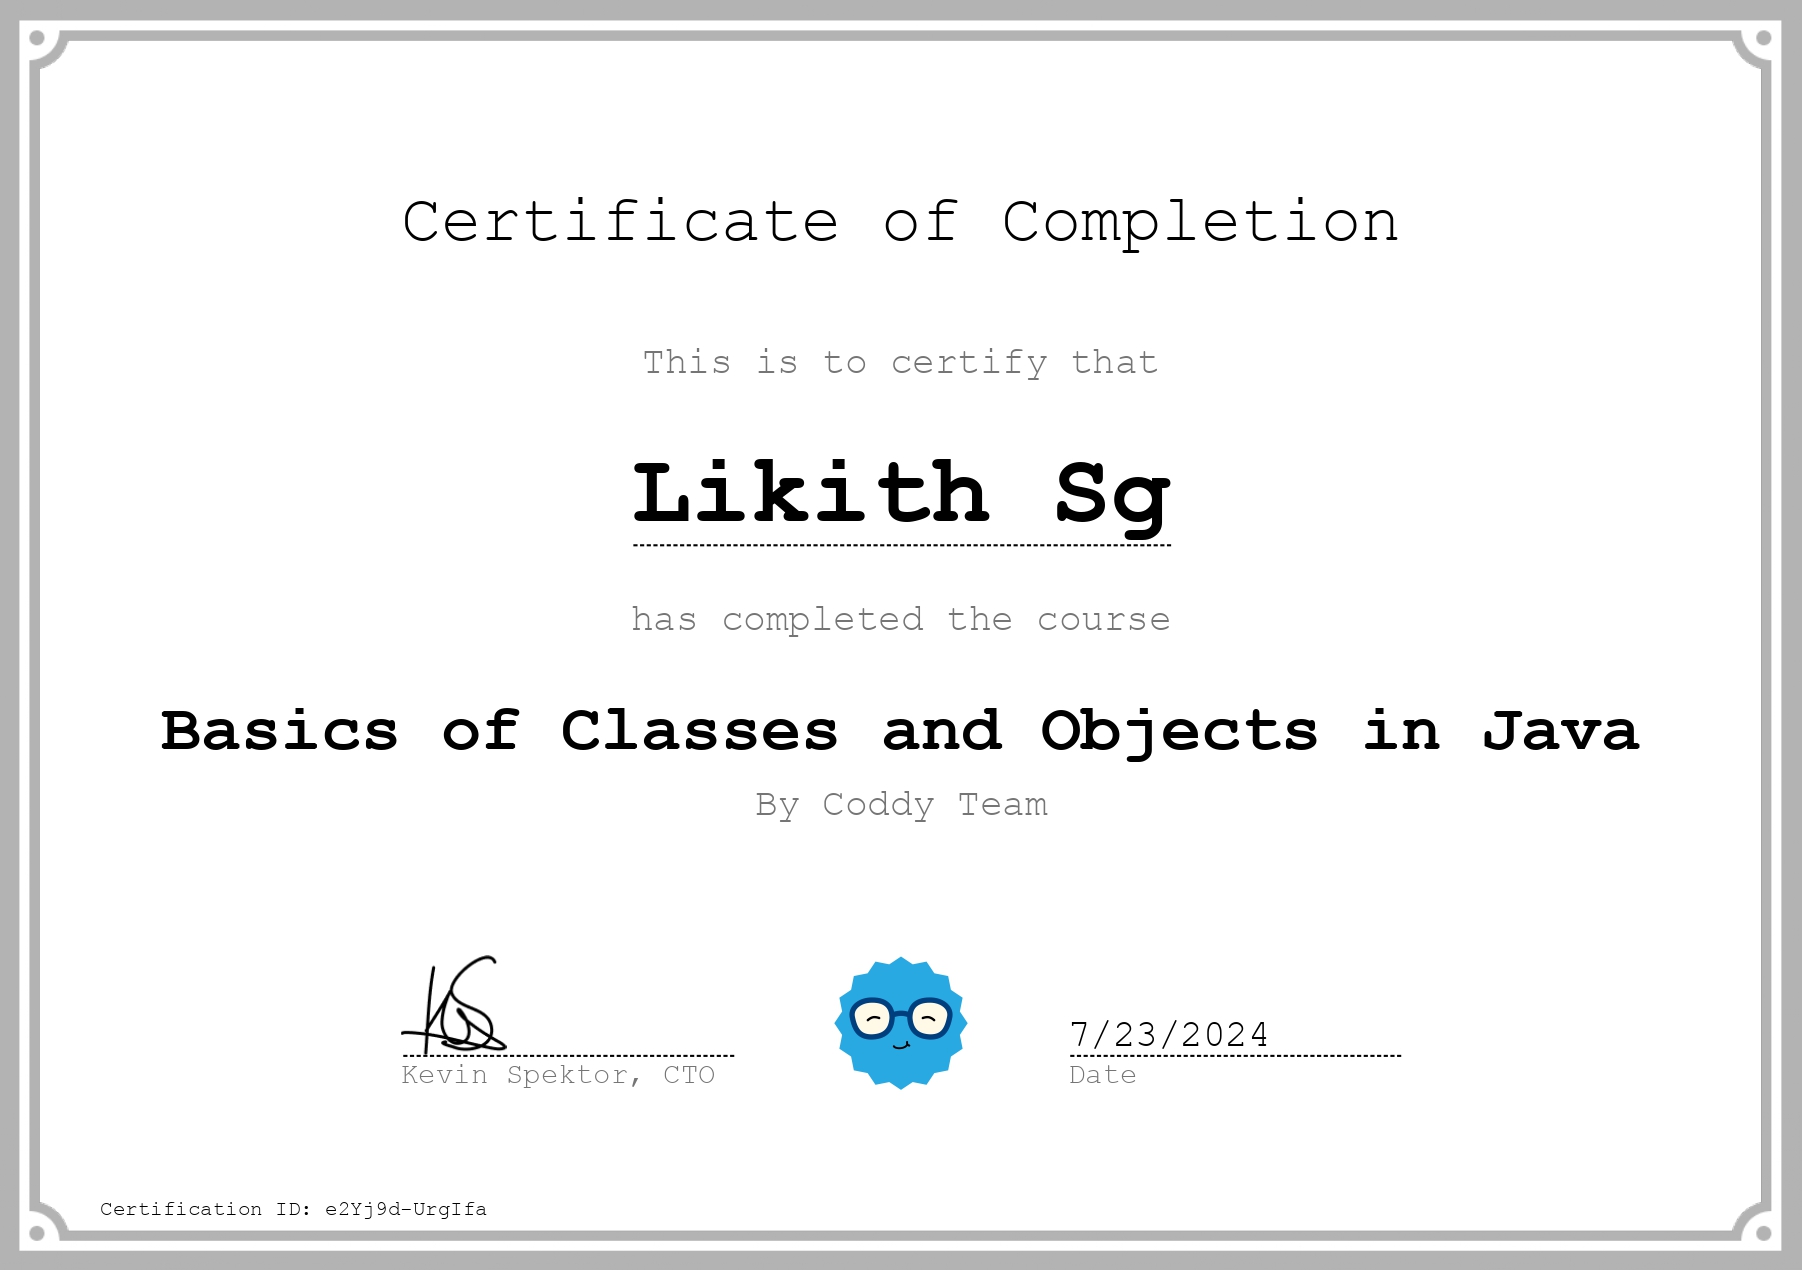 Certificate of Completion
This is to certify that
Likith Sg
has completed the course
Basics of Classes and Objects in Java
By Coddy Team
7/23/2024
Kevin Spektor, CTO
Date
Certification ID: e2Yj9d-UrgIfa